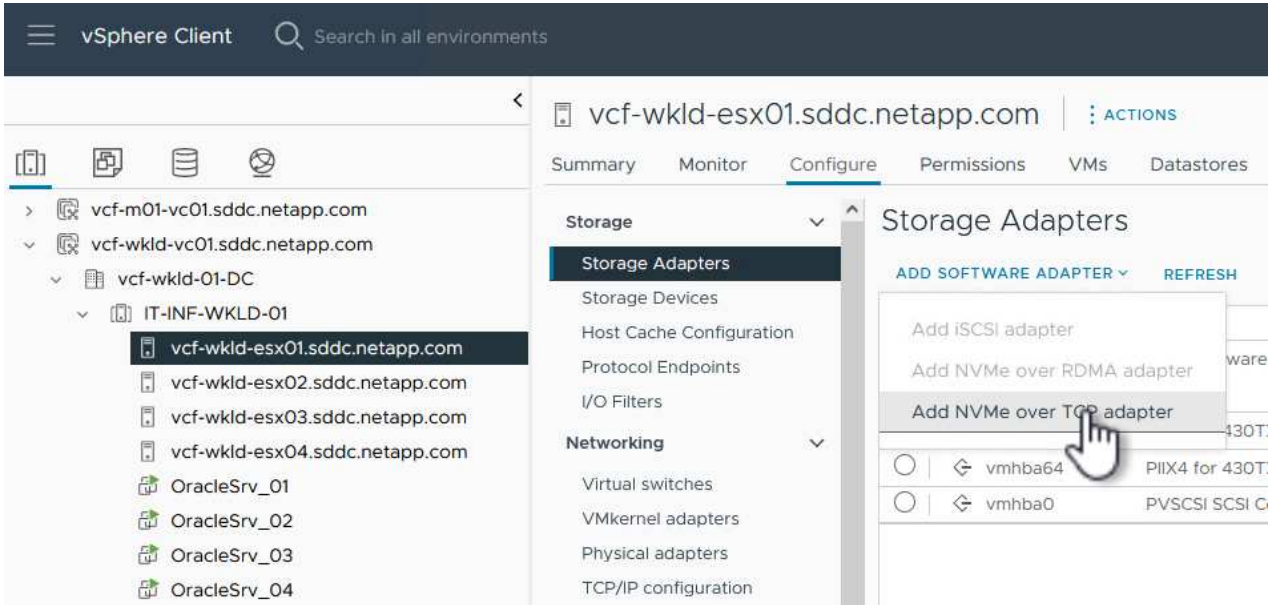 vSphere Client
Search in all environments
vcf-m01-vc01.sddc.netapp.com
vcf-wkld-vc01.sddc.netapp.com
vcf-wkld-01-DC
IT-INF-WKLD-01
vcf-wkld-esx01.sddc.netapp.com
vcf-wkld-esx02.sddc.netapp.com
vcf-wkld-esx03.sddc.netapp.com
vcf-wkld-esx04.sddc.netapp.com
OracleSrv_01
OracleSrv_02
OracleSrv_03
OracleSrv_04
vcf-wkld-esx01.sddc.netapp.com
ACTIONS
Summary Monitor Configure Permissions VMs Datastores
Storage
Storage Adapters
Storage Devices
Host Cache Configuration
Protocol Endpoints
I/O Filters
Networking
Virtual switches
VMkernel adapters
Physical adapters
TCP/IP configuration
Storage Adapters
ADD SOFTWARE ADAPTER REFRESH
Add iSCSI adapter
Add NVMe over RDMA adapter
Add NVMe over TCP adapter
ware
430T
vmhba64 PIIX4 for 430T
vmhba0 PVSCSI SCSI C